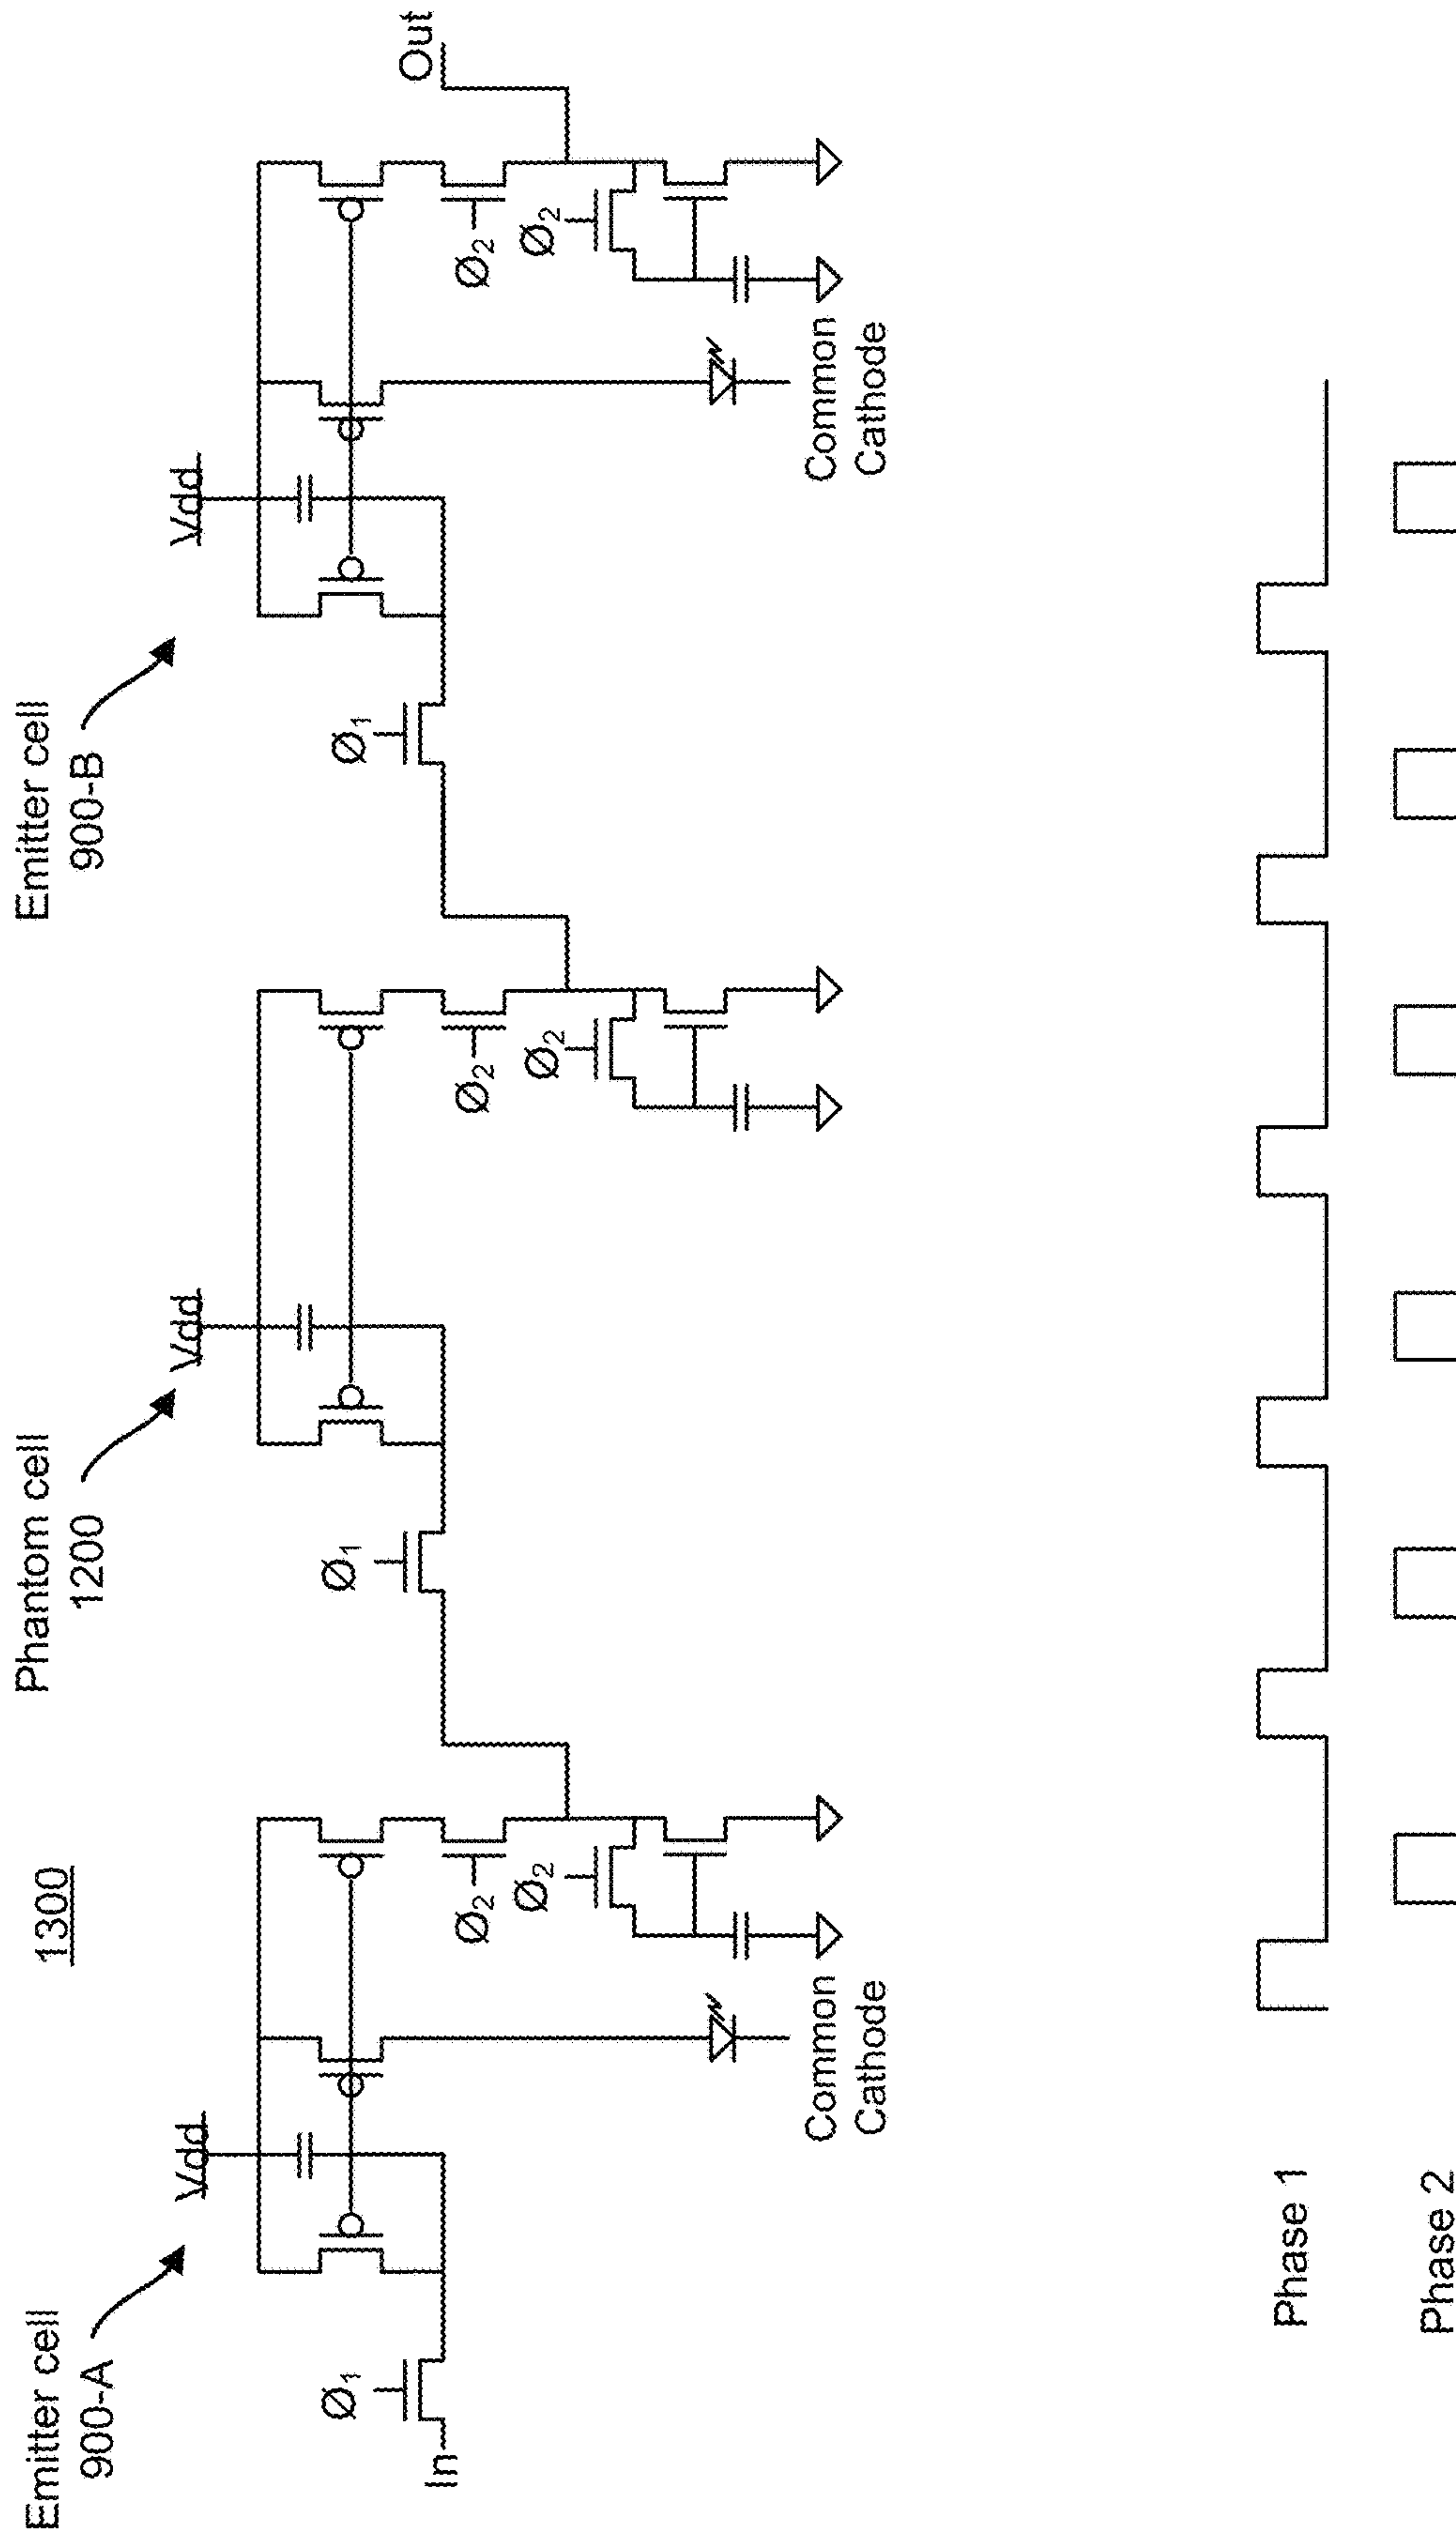 1300
Emitter cell
900-A
Phantom cell
1200
Emitter cell
900-B
Vdd
Vdd
Vdd
In
Ø1
Ø2
Ø2
Common
Cathode
Ø1
Ø2
Ø2
Ø1
Ø2
Ø2
Common
Cathode
Out
Phase 1
Phase 2